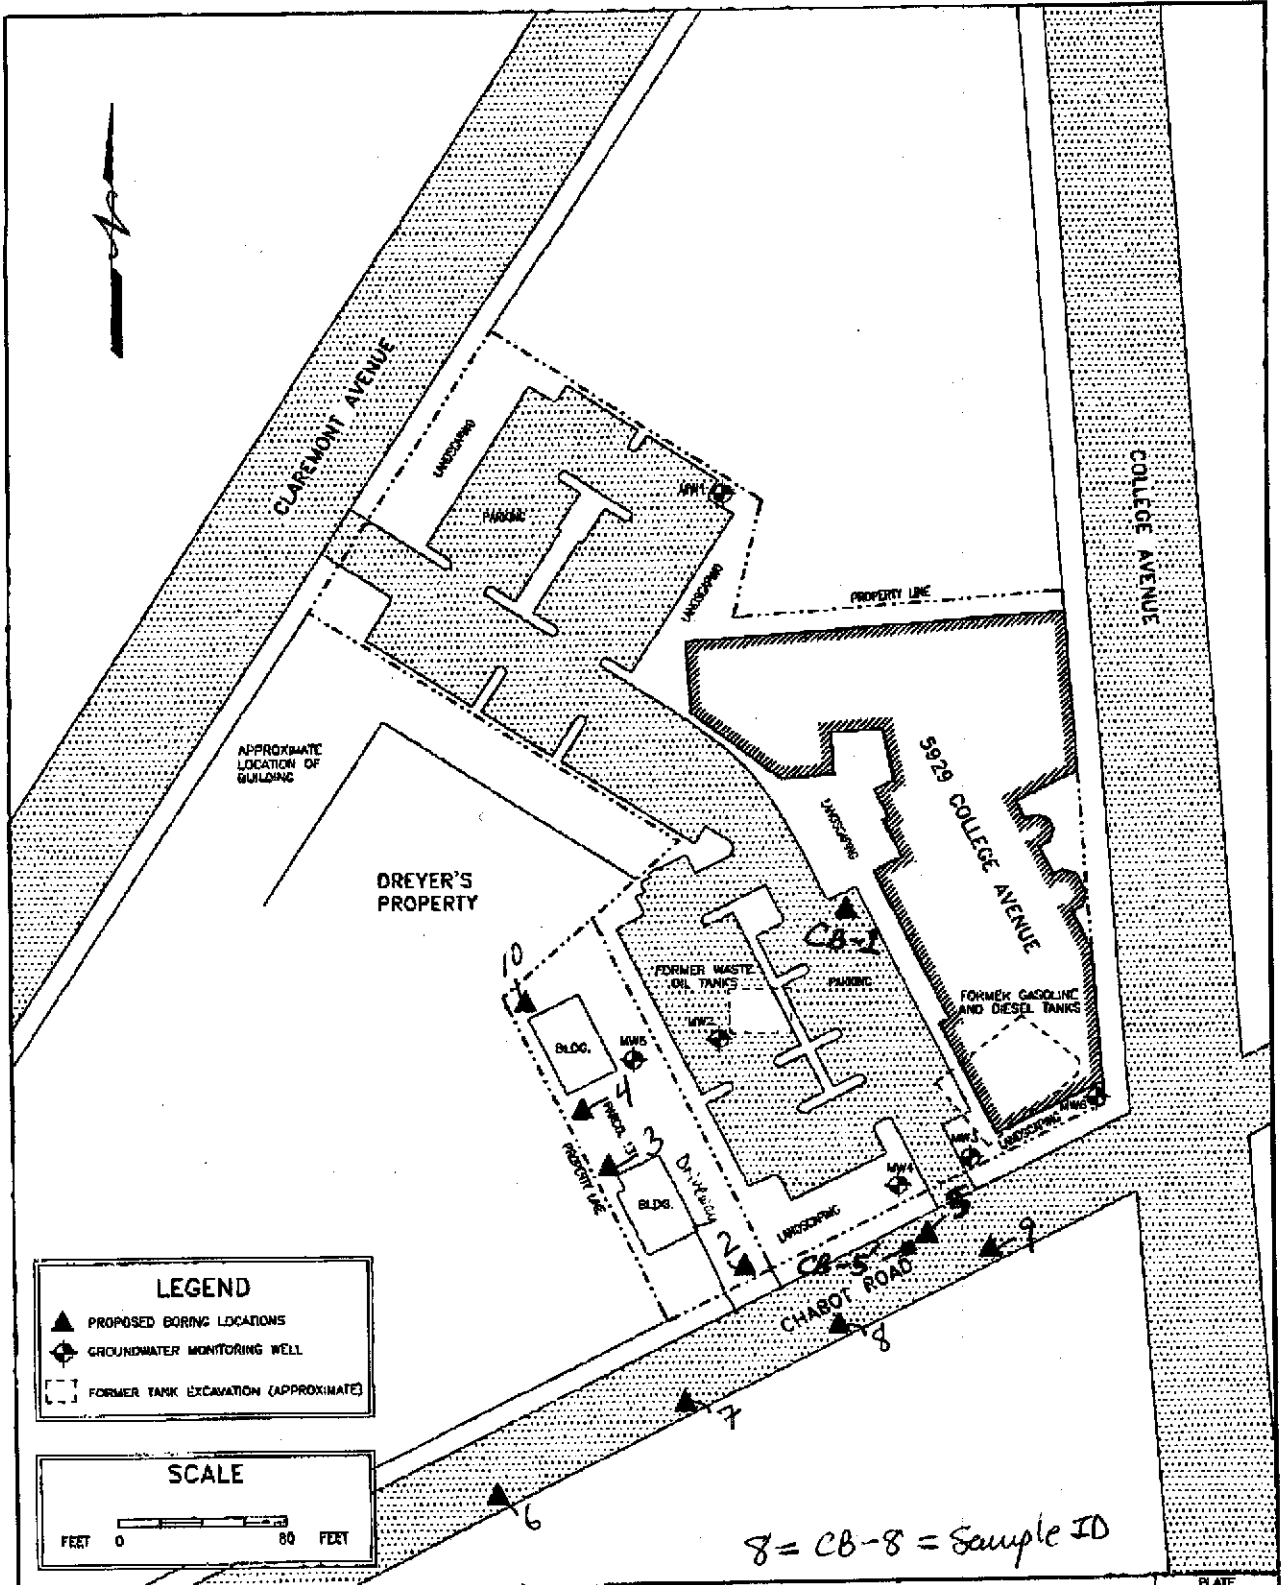 CLAREMONT AVENUE
COLLEGE AVENUE
LANDSCAPING
PARKING
MW1
LANDSCAPING
PROPERTY LINE
APPROXIMATE
LOCATION OF
BUILDING
5929 COLLEGE AVENUE
LANDSCAPING
DREYER'S
PROPERTY
CB-1
10
FORMER WASTE
OIL TANKS
PARKING
FORMER GASOLINE
AND DIESEL TANKS
MW2
BLDG.
MW5
4
PARCEL 131
3
MW6
LANDSCAPING
MW3
PROPERTY LINE
BLDG.
Driveway
MW4
LANDSCAPING
2
5
CB-5
9
CHABOT ROAD
8
7
6
LEGEND
PROPOSED BORING LOCATIONS
GROUNDWATER MONITORING WELL
FORMER TANK EXCAVATION (APPROXIMATE)
SCALE
FEET 0 80 FEET
8 = CB-8 = Sample ID
PLATE